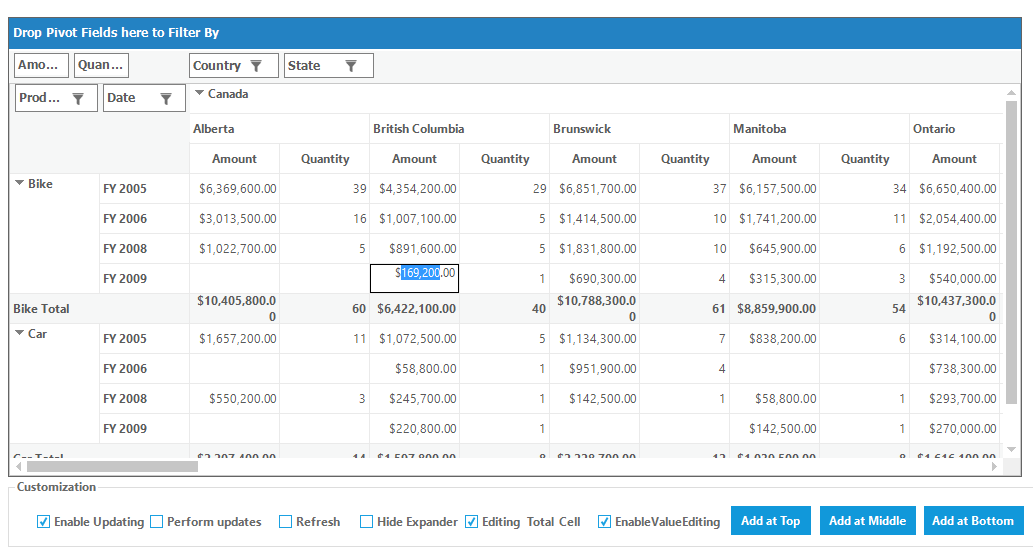 Drop Pivot Fields here to Filter By
Amo... Quan... Country State
Prod... Date Canada
Alberta British Columbia Brunswick Manitoba Ontario
Amount Quantity Amount Quantity Amount Quantity Amount Quantity Amount
Bike FY 2005 $6,369,600.00 39 $4,354,200.00 29 $6,851,700.00 37 $6,157,500.00 34 $6,650,400.00
FY 2006 $3,013,500.00 16 $1,007,100.00 5 $1,414,500.00 10 $1,741,200.00 11 $2,054,400.00
FY 2008 $1,022,700.00 5 $891,600.00 5 $1,831,800.00 10 $645,900.00 6 $1,192,500.00
FY 2009 $169,200.00 1 $690,300.00 4 $315,300.00 3 $540,000.00
Bike Total $10,405,800.00 60 $6,422,100.00 40 $10,788,300.00 61 $8,859,900.00 54 $10,437,300.00
Car FY 2005 $1,657,200.00 11 $1,072,500.00 5 $1,134,300.00 7 $838,200.00 6 $314,100.00
FY 2006 $58,800.00 1 $951,900.00 4 $738,300.00
FY 2008 $550,200.00 3 $245,700.00 1 $142,500.00 1 $58,800.00 1 $293,700.00
FY 2009 $220,800.00 1 $142,500.00 1 $270,000.00
Car Total
Customization
Enable Updating Perform updates Refresh Hide Expander Editing Total Cell EnableValueEditing Add at Top Add at Middle Add at Bottom